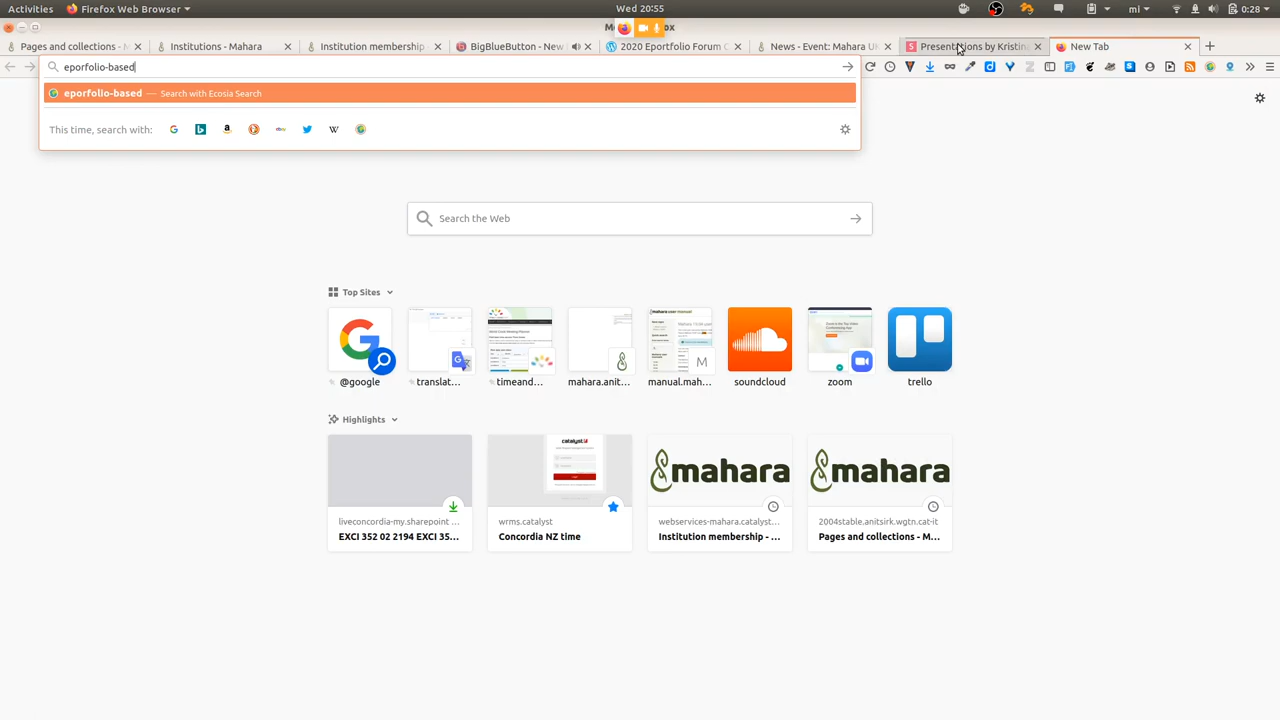 Activities Firefox Web Browser Wed 20:55 mi 0:28
Pages and collections - M Institutions - Mahara Institution membership - BigBlueButton - New 2020 Eportfolio Forum C News - Event: Mahara UK Presentations by Kristina New Tab
eporfolio-based
eporfolio-based — Search with Ecosia Search
This time, search with:
Search the Web
Top Sites
@google translat... timeand... mahara.anit... manual.mah... soundcloud zoom trello
Highlights
catalyst
mahara mahara
liveconcordia-my.sharepoint ... wrms.catalyst webservices-mahara.catalyst... 2004stable.anitsirk.wgtn.cat-it
EXCI 352 02 2194 EXCI 35... Concordia NZ time Institution membership - ... Pages and collections - M...